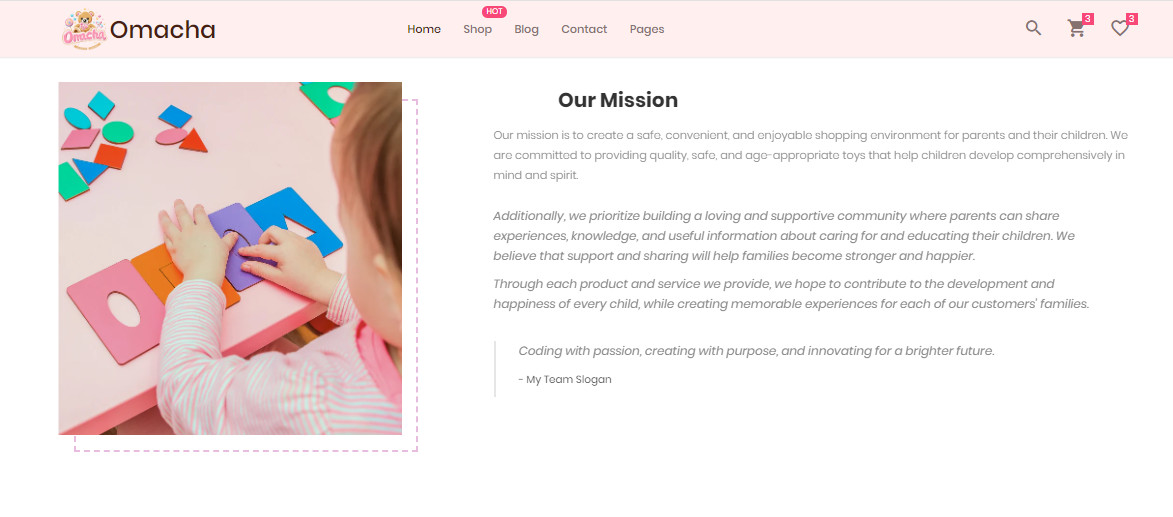 Omacha
Omacha
Home
HOT
Shop
Blog
Contact
Pages
3
3
Our Mission
Our mission is to create a safe, convenient, and enjoyable shopping environment for parents and their children. We
are committed to providing quality, safe, and age-appropriate toys that help children develop comprehensively in
mind and spirit.
Additionally, we prioritize building a loving and supportive community where parents can share
experiences, knowledge, and useful information about caring for and educating their children. We
believe that support and sharing will help families become stronger and happier.
Through each product and service we provide, we hope to contribute to the development and
happiness of every child, while creating memorable experiences for each of our customers' families.
Coding with passion, creating with purpose, and innovating for a brighter future.
- My Team Slogan